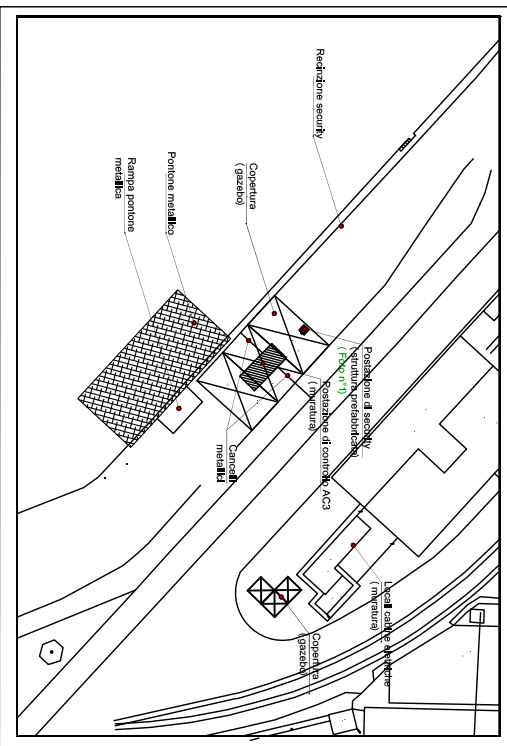 Recinzione security
Copertura
( gazebo)
Pontone metallico
Rampa pontone
metallica
Postazione di security
( struttura prefabbricata)
( Foto n°1)
Postazione di controllo AC3
( muratura)
Cancelli
metallici
Locali cabine elettriche
( muratura)
Copertura
( gazebo)